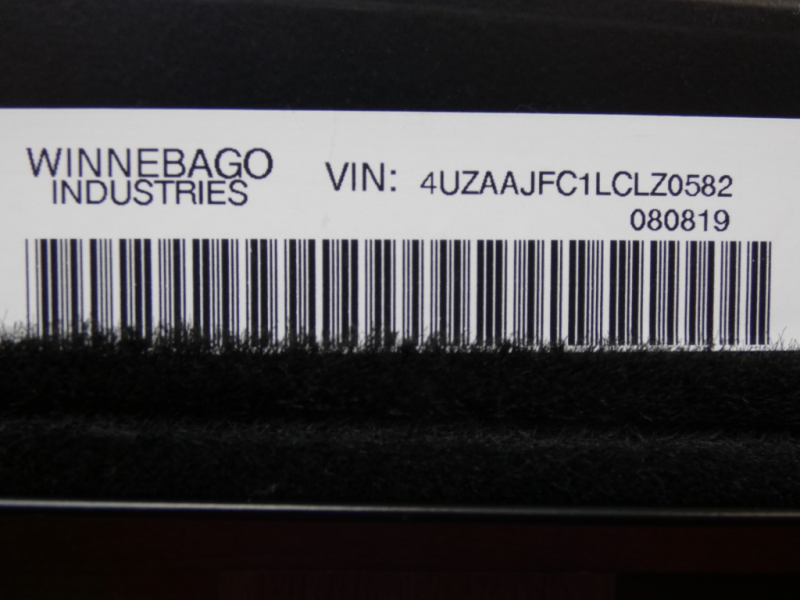 WINNEBAGO
INDUSTRIES
VIN: 4UZAAJFC1LCLZ0582
080819